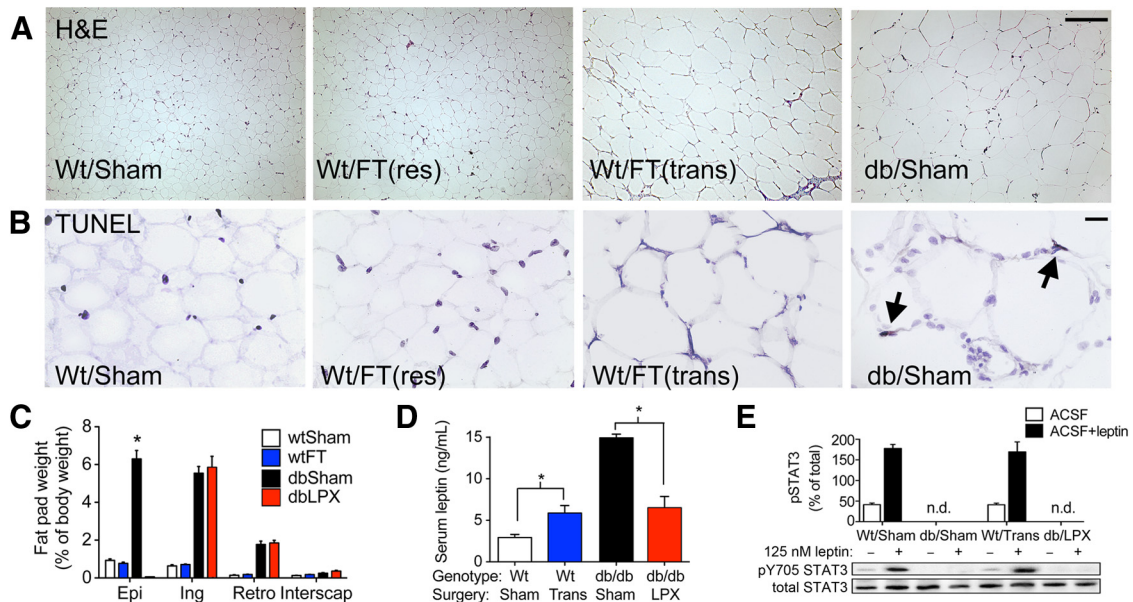 A
H&E
Wt/Sham
Wt/FT(res)
Wt/FT(trans)
db/Sham
B
TUNEL
Wt/Sham
Wt/FT(res)
Wt/FT(trans)
db/Sham
C
Fat pad weight
(% of body weight)
8
6
4
2
0
*
wtSham
wtFT
dbSham
dbLPX
Epi Ing Retro Interscap
D
Serum leptin (ng/mL)
15
10
5
0
*
*
Genotype: Wt Wt db/db db/db
Surgery: Sham Trans Sham LPX
E
ACSF
ACSF+leptin
pSTAT3
(% of total)
200
150
100
50
0
n.d. n.d.
Wt/Sham db/Sham Wt/Trans db/LPX
125 nM leptin: – + – + – + – +
pY705 STAT3
total STAT3